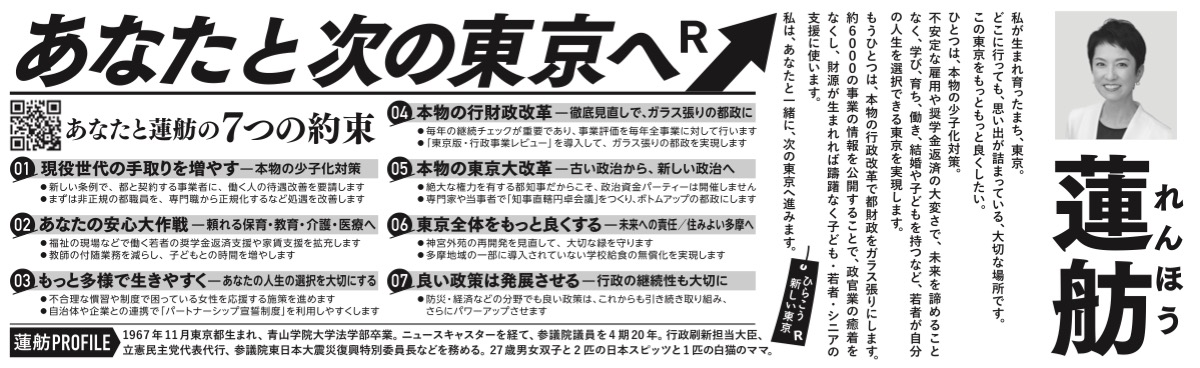 あなたと次の東京へR
あなたと蓮舫の7つの約束
01 現役世代の手取りを増やす—本物の少子化対策
●新しい条例で、都と契約する事業者に、働く人の待遇改善を要請します
●まずは非正規の都職員を、専門職から正規化するなど処遇を改善します
02 あなたの安心大作戦—頼れる保育・教育・介護・医療へ
●福祉の現場などで働く若者の奨学金返済支援や家賃支援を拡充します
●教師の付随業務を減らし、子どもとの時間を増やします
03 もっと多様で生きやすく—あなたの人生の選択を大切にする
●不合理な慣習や制度で困っている女性を応援する施策を進めます
●自治体や企業との連携で「パートナーシップ宣誓制度」を利用しやすくします
04 本物の行財政改革—徹底見直しで、ガラス張りの都政に
●毎年の継続チェックが重要であり、事業評価を毎年全事業に対して行います
●「東京版・行政事業レビュー」を導入して、ガラス張りの都政を実現します
05 本物の東京大改革—古い政治から、新しい政治へ
●絶大な権力を有する都知事だからこそ、政治資金パーティーは開催しません
●専門家や当事者で「知事直轄円卓会議」をつくり、ボトムアップの都政にします
06 東京全体をもっと良くする—未来への責任／住みよい多摩へ
●神宮外苑の再開発を見直して、大切な緑を守ります
●多摩地域の一部に導入されていない学校給食の無償化を実現します
07 良い政策は発展させる—行政の継続性も大切に
●防災・経済などの分野でも良い政策は、これからも引き続き取り組み、
さらにパワーアップさせます
蓮舫PROFILE
1967年11月東京都生まれ、青山学院大学法学部卒業。ニュースキャスターを経て、参議院議員を4期20年。行政刷新担当大臣、
立憲民主党代表代行、参議院東日本大震災復興特別委員長などを務める。27歳男女双子と2匹の日本スピッツと1匹の白猫のママ。
私が生まれ育ったまち、東京。
どこに行っても、思い出が詰まっている、大切な場所です。
この東京をもっともっと良くしたい。
ひとつは、本物の少子化対策。
不安定な雇用や奨学金返済の大変さで、未来を諦めること
なく、学び、育ち、働き、結婚や子どもを持つなど、若者が自分
の人生を選択できる東京を実現します。
もうひとつは、本物の行政改革で都財政をガラス張りにします。
約6000の事業の情報を公開することで、政官業の癒着を
なくし、財源が生まれれば躊躇なく子ども・若者・シニアの
支援に使います。
私は、あなたと一緒に、次の東京へ進みます。
ひらこう
新しい東京
R
蓮舫
れんほう